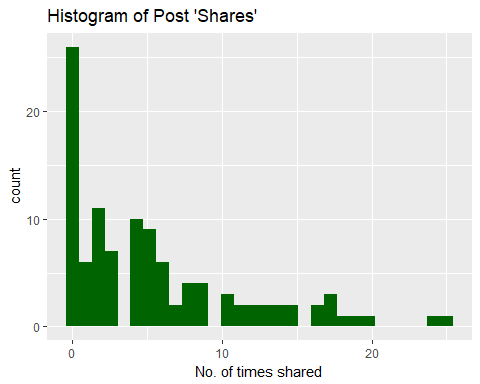 Histogram of Post 'Shares'
20
10
0
count
0 10 20
No. of times shared